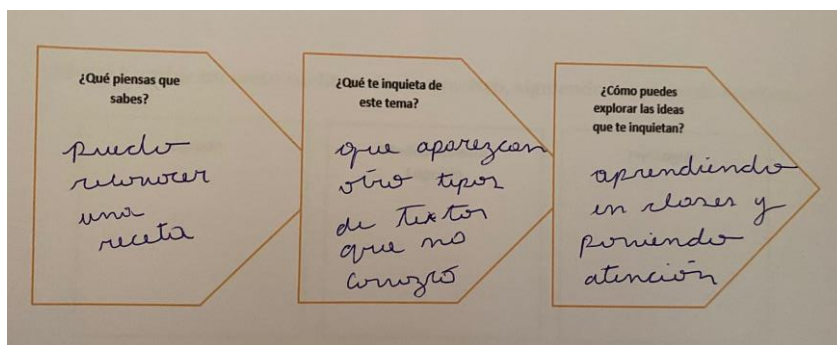 ¿Qué piensas que
sabes?
puedo
reconocer
una
receta
¿Qué te inquieta de
este tema?
que aparezcan
otro tipos
de textos
que no
conozco
¿Cómo puedes
explorar las ideas
que te inquietan?
aprendiendo
en clases y
poniendo
atención